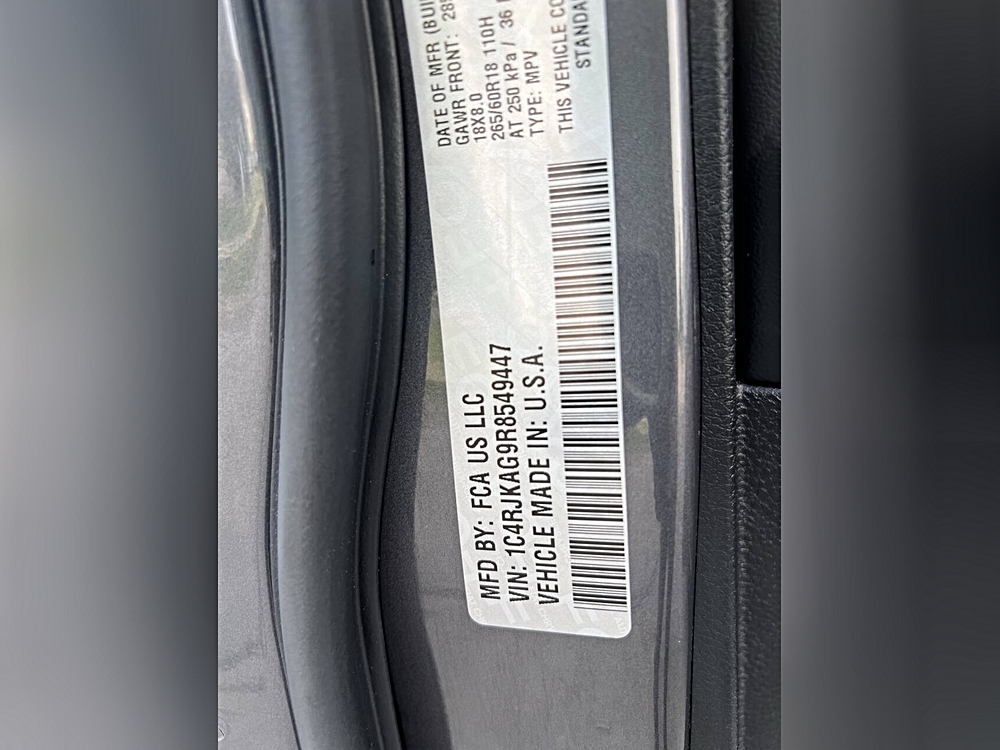 MFD BY: FCA US LLC
VIN: 1C4RJKAG9R8549447
VEHICLE MADE IN: U.S.A.
DATE OF MFR
GAWR FRONT:
18X8.0
265/60R18 110H
AT 250 kPa / 36
TYPE: MPV
THIS VEHICLE